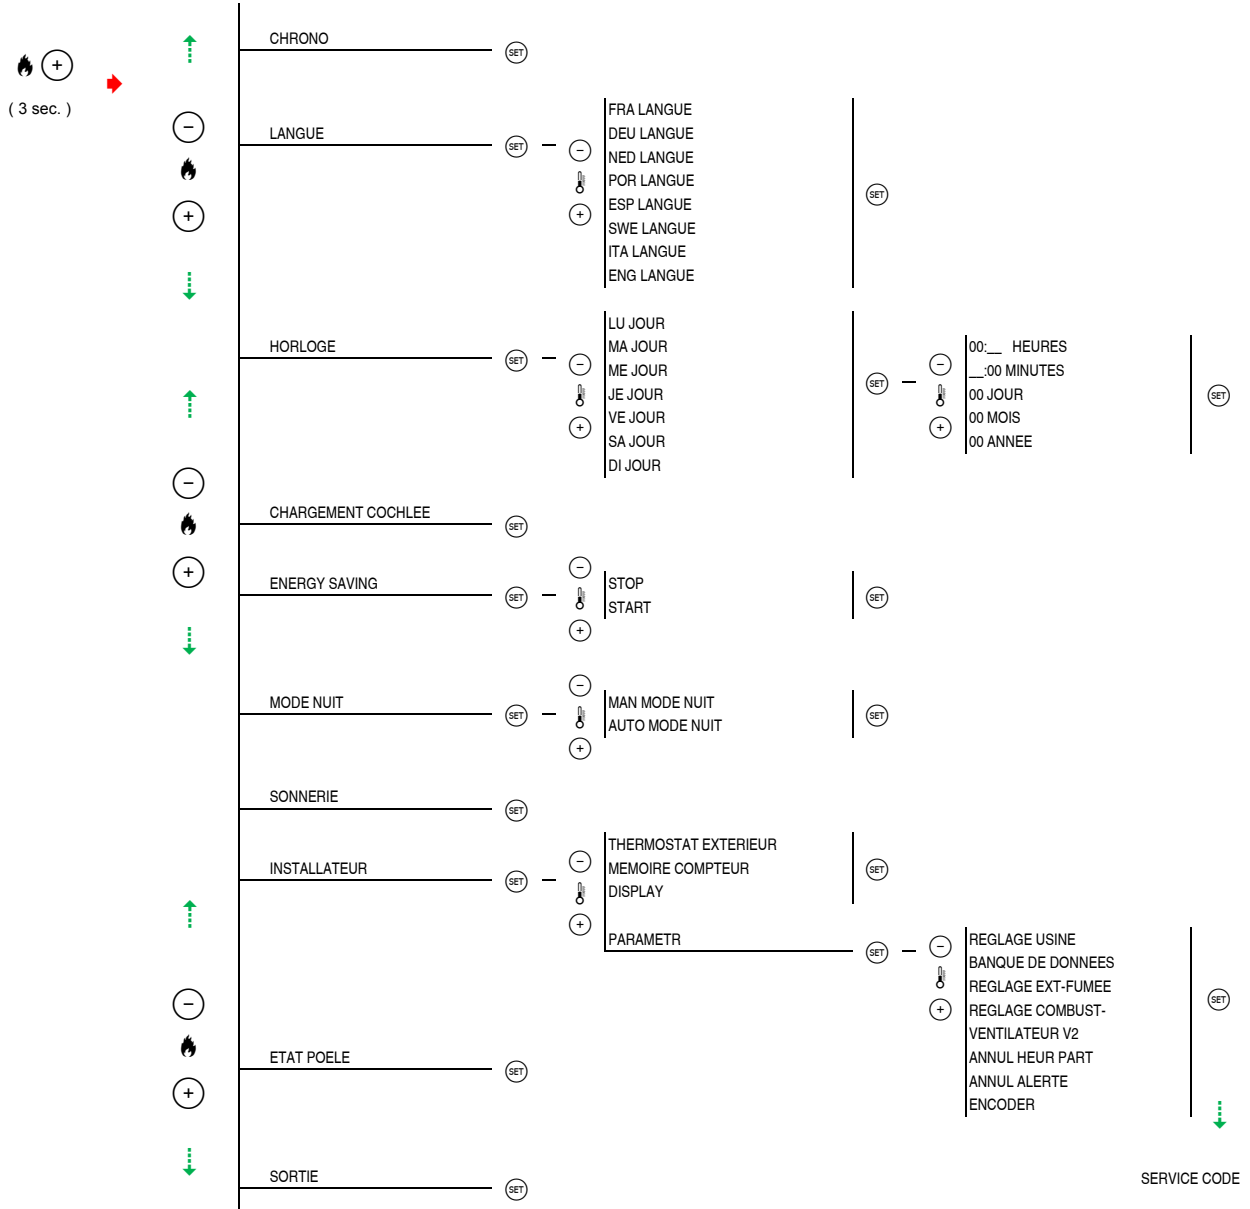 CHRONO
SET
+
( 3 sec. )
−
+
LANGUE
SET
−
+
FRA LANGUE
DEU LANGUE
NED LANGUE
POR LANGUE
ESP LANGUE
SWE LANGUE
ITA LANGUE
ENG LANGUE
SET
HORLOGE
SET
−
+
LU JOUR
MA JOUR
ME JOUR
JE JOUR
VE JOUR
SA JOUR
DI JOUR
SET
−
+
00:__ HEURES
__:00 MINUTES
00 JOUR
00 MOIS
00 ANNEE
SET
−
+
CHARGEMENT COCHLEE
SET
ENERGY SAVING
SET
−
+
STOP
START
SET
MODE NUIT
SET
−
+
MAN MODE NUIT
AUTO MODE NUIT
SET
SONNERIE
SET
INSTALLATEUR
SET
−
+
THERMOSTAT EXTERIEUR
MEMOIRE COMPTEUR
DISPLAY
SET
PARAMETR
SET
−
+
REGLAGE USINE
BANQUE DE DONNEES
REGLAGE EXT-FUMEE
REGLAGE COMBUST-
VENTILATEUR V2
ANNUL HEUR PART
ANNUL ALERTE
ENCODER
SET
−
+
ETAT POELE
SET
SORTIE
SET
SERVICE CODE